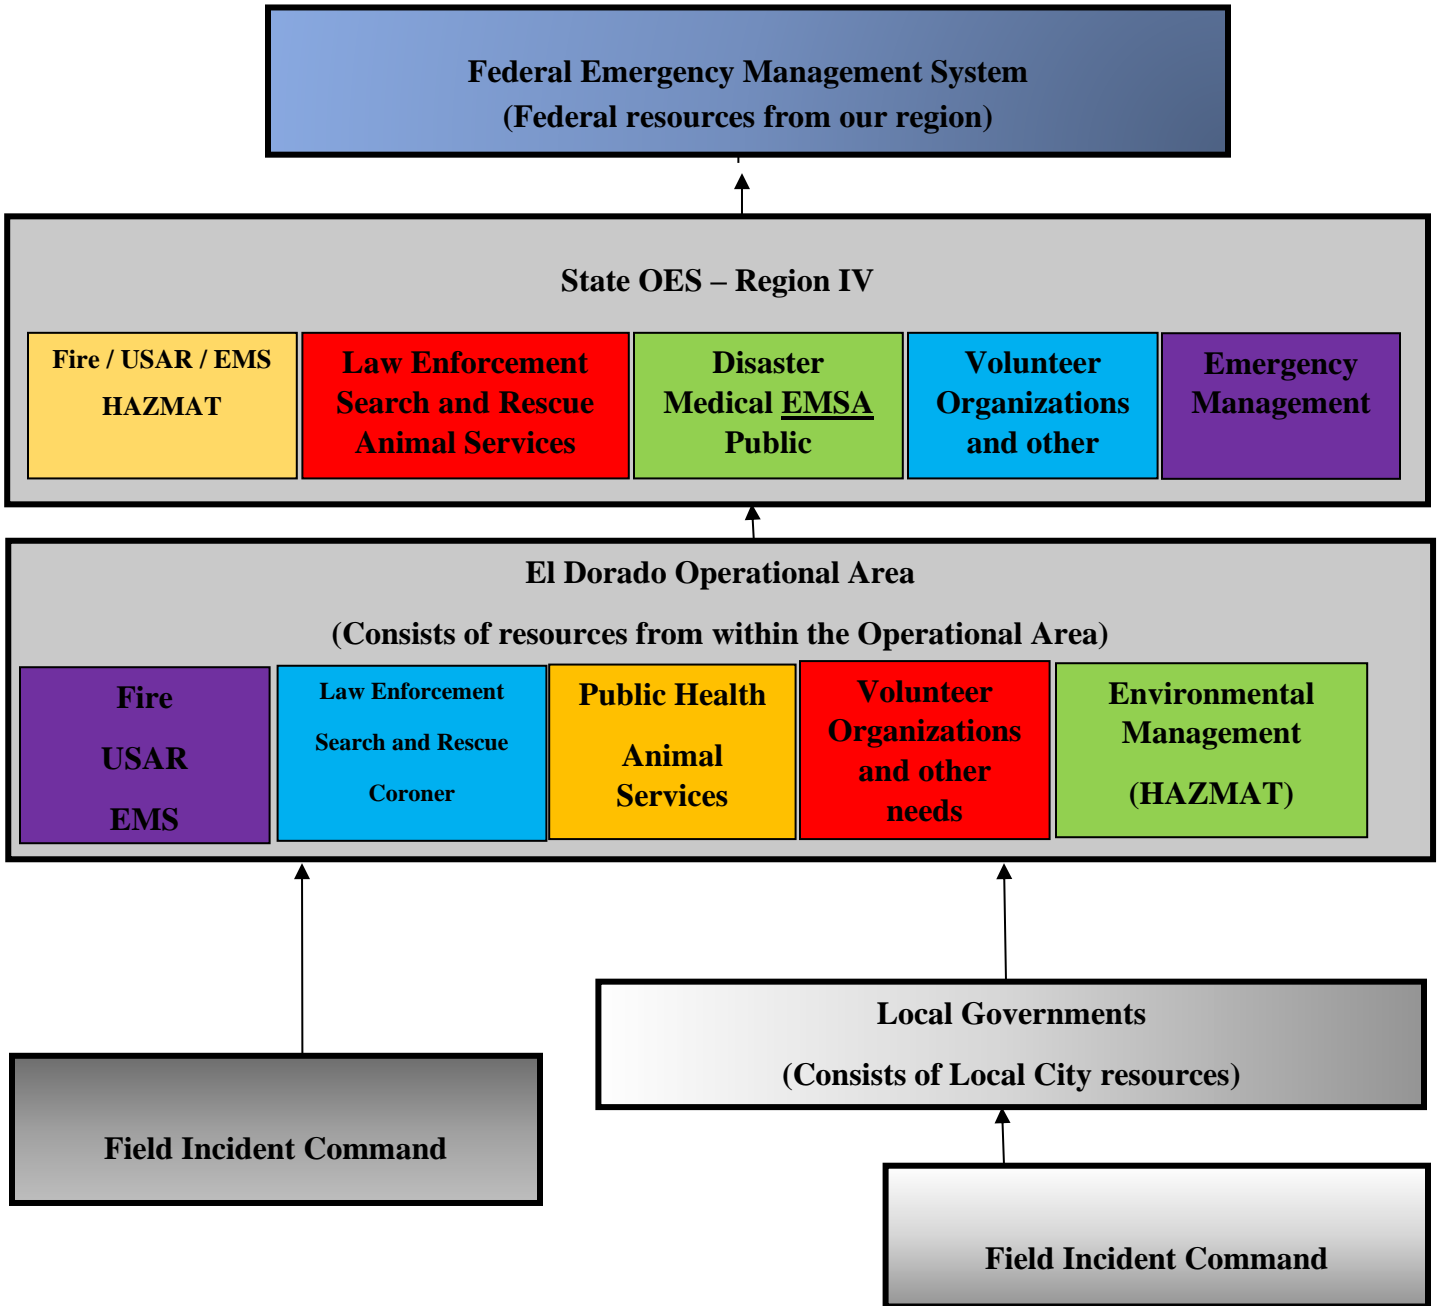 Federal Emergency Management System
(Federal resources from our region)
State OES – Region IV
Fire / USAR / EMS
HAZMAT
Law Enforcement
Search and Rescue
Animal Services
Disaster
Medical EMSA
Public
Volunteer
Organizations
and other
Emergency
Management
El Dorado Operational Area
(Consists of resources from within the Operational Area)
Fire
USAR
EMS
Law Enforcement
Search and Rescue
Coroner
Public Health
Animal
Services
Volunteer
Organizations
and other
needs
Environmental
Management
(HAZMAT)
Local Governments
(Consists of Local City resources)
Field Incident Command
Field Incident Command